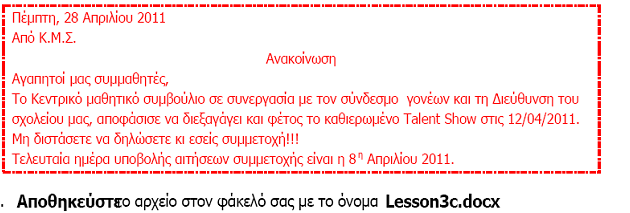 Πέμπτη, 28 Απριλίου 2011
Από Κ.Μ.Σ.
Ανακοίνωση
Αγαπητοί μας συμμαθητές,
Το Κεντρικό μαθητικό συμβούλιο σε συνεργασία με τον σύνδεσμο γονέων και τη Διεύθυνση του
σχολείου μας, αποφάσισε να διεξαγάγει και φέτος το καθιερωμένο Talent Show στις 12/04/2011.
Μη διστάσετε να δηλώσετε κι εσείς συμμετοχή!!!
Τελευταία ημέρα υποβολής αιτήσεων συμμετοχής είναι η 8η Απριλίου 2011.
. Αποθηκεύστε το αρχείο στον φάκελό σας με το όνομα Lesson3c.docx